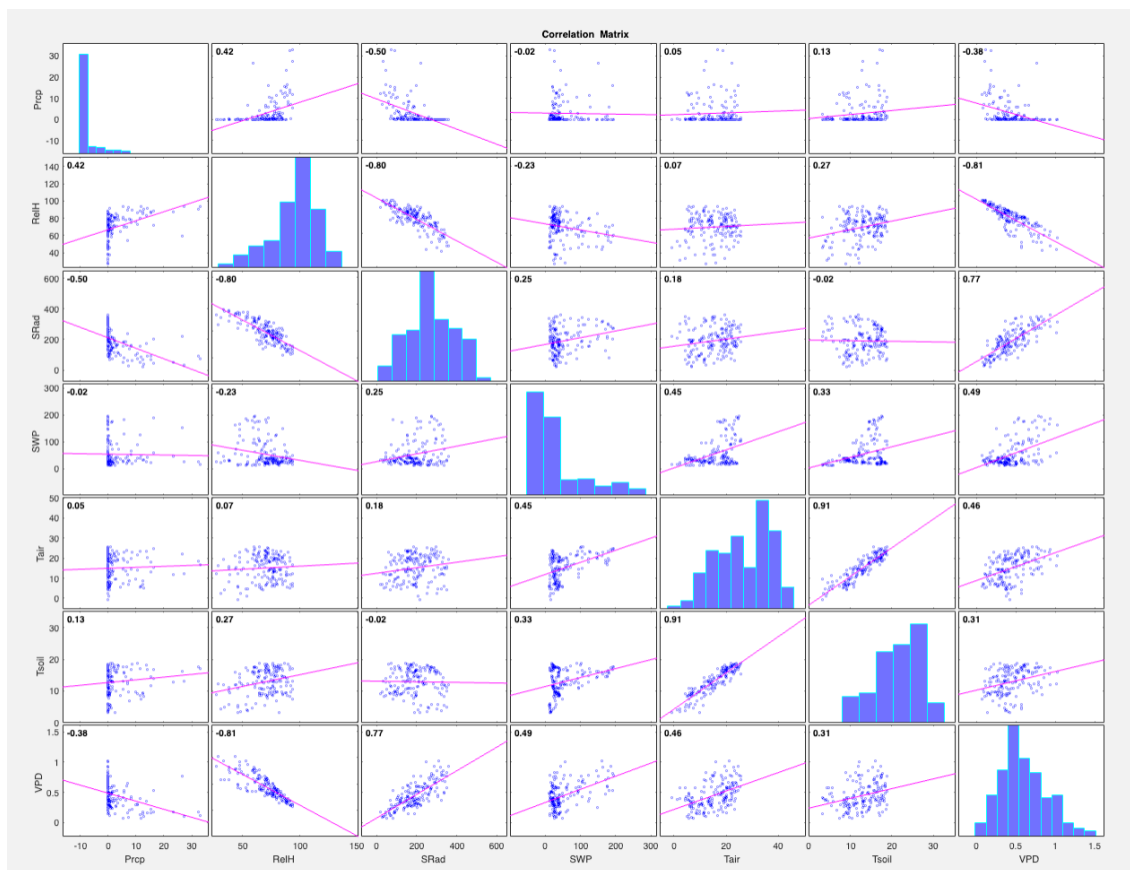 Correlation Matrix
0.42 -0.50 -0.02 0.05 0.13 -0.38
Prcp
30
20
10
0
-10
0.42 -0.80 -0.23 0.07 0.27 -0.81
RelH
140
120
100
80
60
40
-0.50 -0.80 0.25 0.18 -0.02 0.77
SRad
600
400
200
0
-0.02 -0.23 0.25 0.45 0.33 0.49
SWP
300
200
100
0
0.05 0.07 0.18 0.45 0.91 0.46
Tair
50
40
30
20
10
0
0.13 0.27 -0.02 0.33 0.91 0.31
Tsoil
30
20
10
0
-0.38 -0.81 0.77 0.49 0.46 0.31
VPD
1.5
1
0.5
0
-10 0 10 20 30 50 100 150 0 200 400 600 0 100 200 300 0 20 40 0 10 20 30 0 0.5 1 1.5
Prcp RelH SRad SWP Tair Tsoil VPD